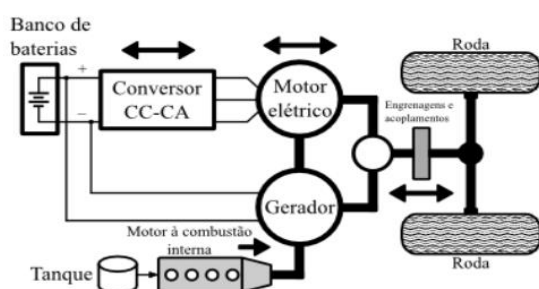 Banco de
baterias
+
–
Conversor
CC-CA
Motor
elétrico
Roda
Engrenagens e
acoplamentos
Gerador
Motor à combustão
interna
Tanque
Roda